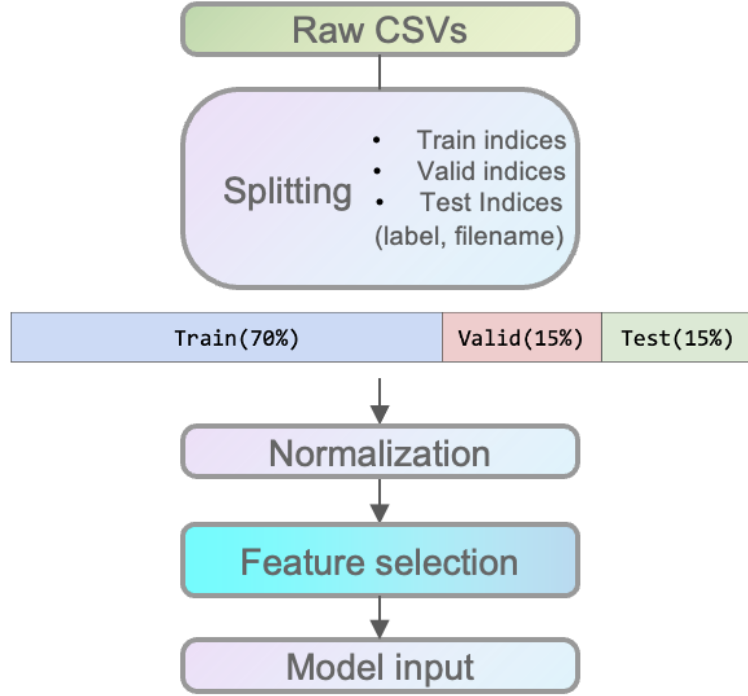 Raw CSVs
Splitting
• Train indices
• Valid indices
• Test Indices
(label, filename)
Train(70%) Valid(15%) Test(15%)
Normalization
Feature selection
Model input